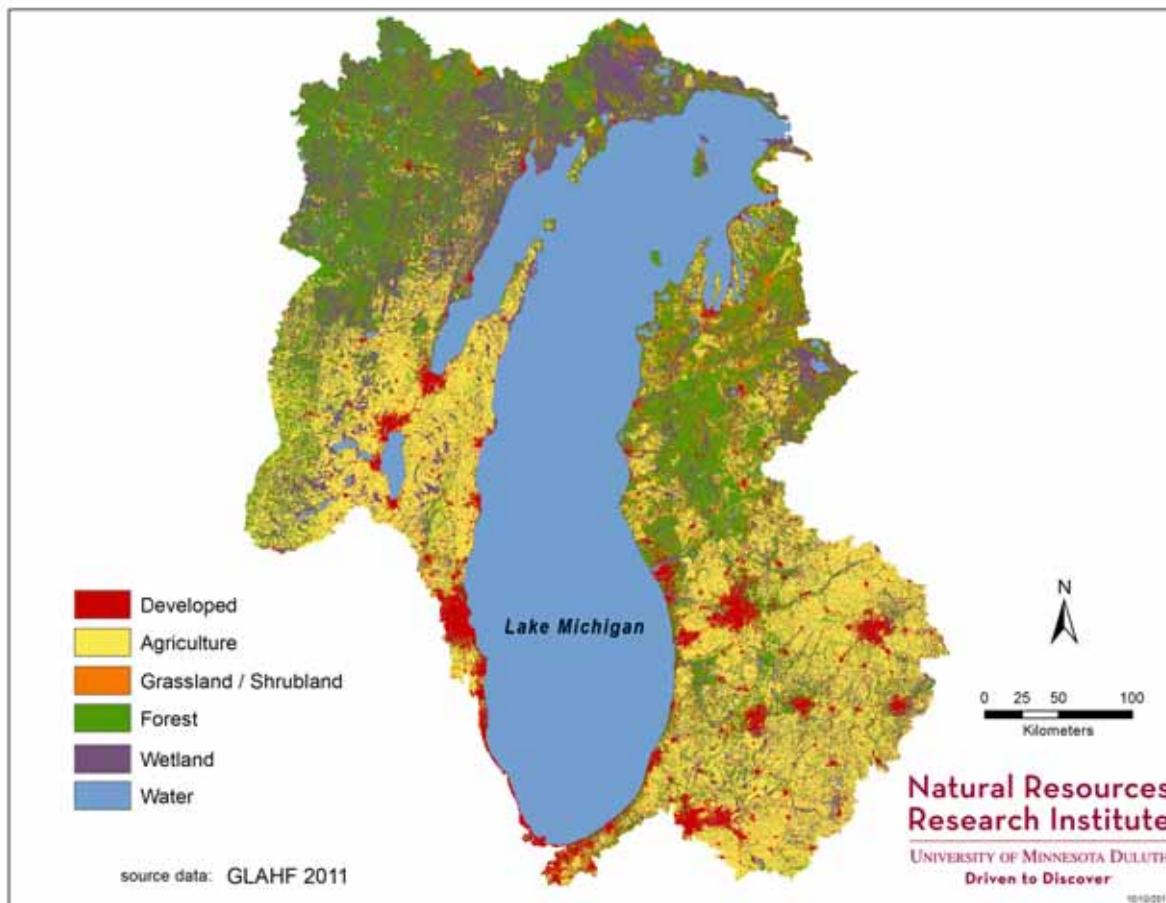 Lake Michigan
Developed
Agriculture
Grassland / Shrubland
Forest
Wetland
Water
source data: GLAHF 2011
N
0 25 50 100
Kilometers
Natural Resources
Research Institute
UNIVERSITY OF MINNESOTA DULUTH
Driven to Discover